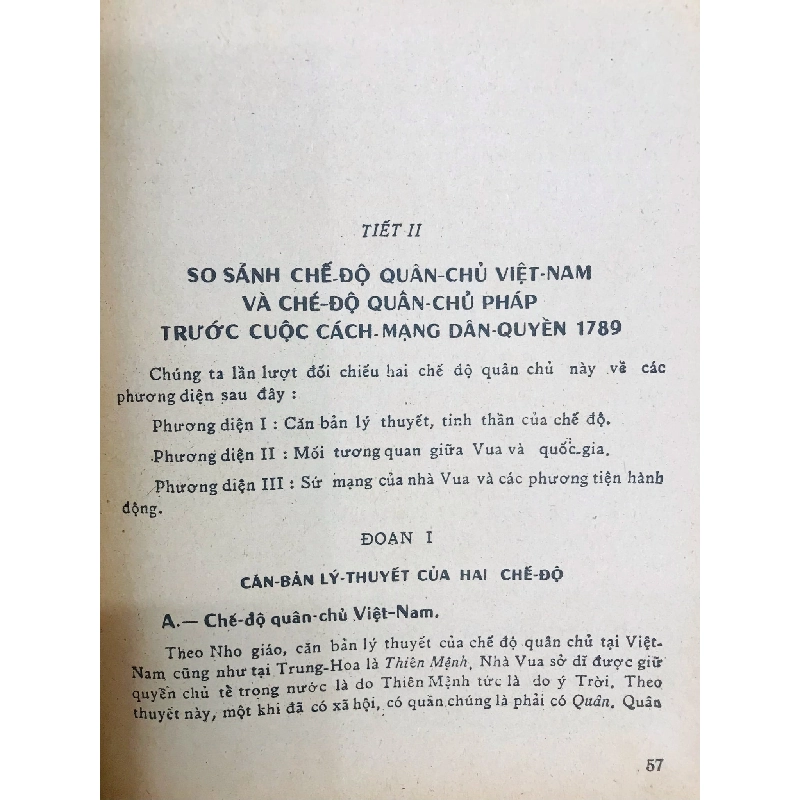 TIẾT II
SO SÁNH CHẾ-ĐỘ QUÂN-CHỦ VIỆT-NAM
VÀ CHẾ-ĐỘ QUÂN-CHỦ PHÁP
TRƯỚC CUỘC CÁCH-MẠNG DÂN-QUYỀN 1789
Chúng ta lần lượt đối chiếu hai chế độ quân chủ này về các
phương diện sau đây :
Phương diện I : Căn bản lý thuyết, tinh thần của chế độ.
Phương diện II : Mối tương quan giữa Vua và quốc-gia.
Phương diện III : Sứ mạng của nhà Vua và các phương tiện hành
động.
ĐOẠN I
CĂN-BẢN LÝ-THUYẾT CỦA HAI CHẾ-ĐỘ
A.— Chế-độ quân-chủ Việt-Nam.
Theo Nho giáo, căn bản lý thuyết của chế độ quân chủ tại Việt-
Nam cũng như tại Trung-Hoa là Thiên Mệnh. Nhà Vua sở dĩ được giữ
quyền chủ tể trong nước là do Thiên Mệnh tức là do ý Trời. Theo
thuyết này, một khi đã có xã hội, có quần chúng là phải có Quân. Quân
57